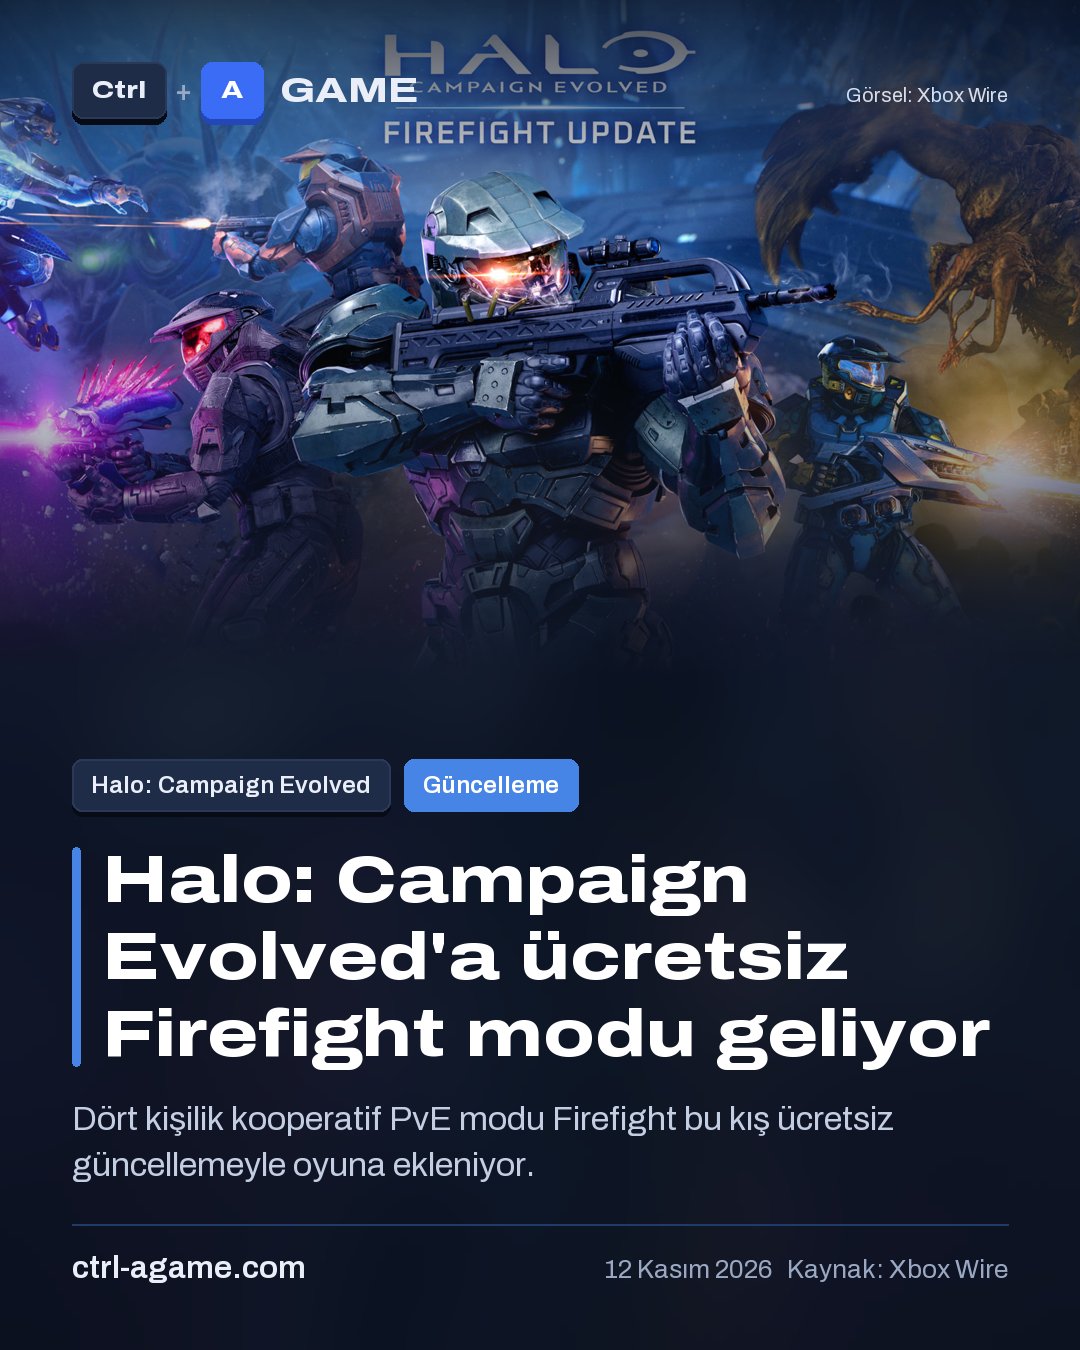 HALO
CAMPAIGN EVOLVED
FIREFIGHT UPDATE
Ctrl + A GAME
Görsel: Xbox Wire
Halo: Campaign Evolved
Güncelleme
Halo: Campaign
Evolved'a ücretsiz
Firefight modu geliyor
Dört kişilik kooperatif PvE modu Firefight bu kış ücretsiz
güncellemeyle oyuna ekleniyor.
ctrl-agame.com
12 Kasım 2026 Kaynak: Xbox Wire